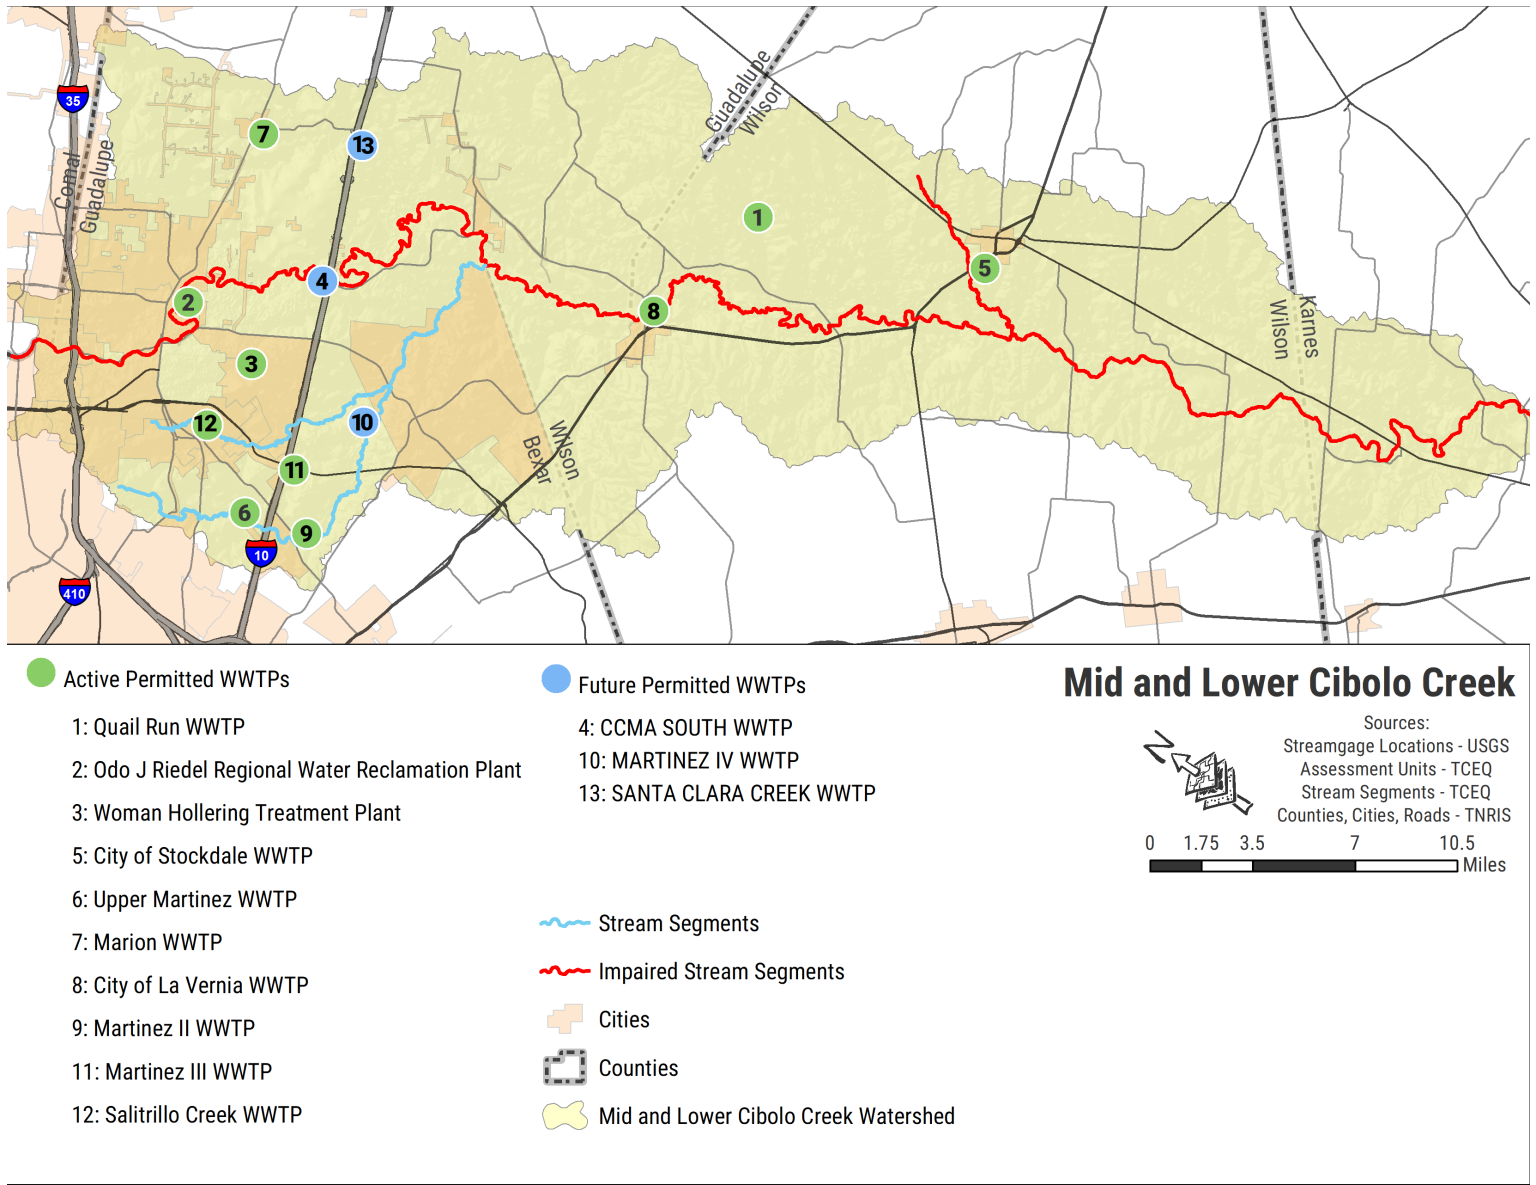 35
7
13
Guadalupe
Wilson
Comal
Guadalupe
1
2
4
5
8
3
12
10
Karnes
Wilson
11
Wilson
Bexar
6
9
10
410
Active Permitted WWTPs
1: Quail Run WWTP
2: Odo J Riedel Regional Water Reclamation Plant
3: Woman Hollering Treatment Plant
5: City of Stockdale WWTP
6: Upper Martinez WWTP
7: Marion WWTP
8: City of La Vernia WWTP
9: Martinez II WWTP
11: Martinez III WWTP
12: Salitrillo Creek WWTP
Future Permitted WWTPs
4: CCMA SOUTH WWTP
10: MARTINEZ IV WWTP
13: SANTA CLARA CREEK WWTP
Stream Segments
Impaired Stream Segments
Cities
Counties
Mid and Lower Cibolo Creek Watershed
Mid and Lower Cibolo Creek
N
Sources:
Streamgage Locations - USGS
Assessment Units - TCEQ
Stream Segments - TCEQ
Counties, Cities, Roads - TNRIS
0 1.75 3.5 7 10.5
Miles